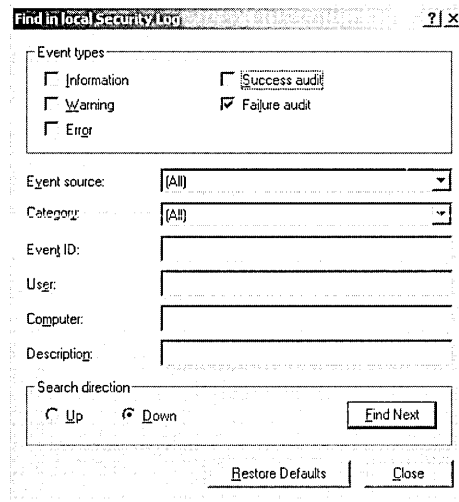 Find in local Security Log
Event types
Information
Success audit
Warning
Failure audit
Error
Event source: (All)
Category: (All)
Event ID:
User:
Computer:
Description:
Search direction
Up Down Find Next
Restore Defaults Close